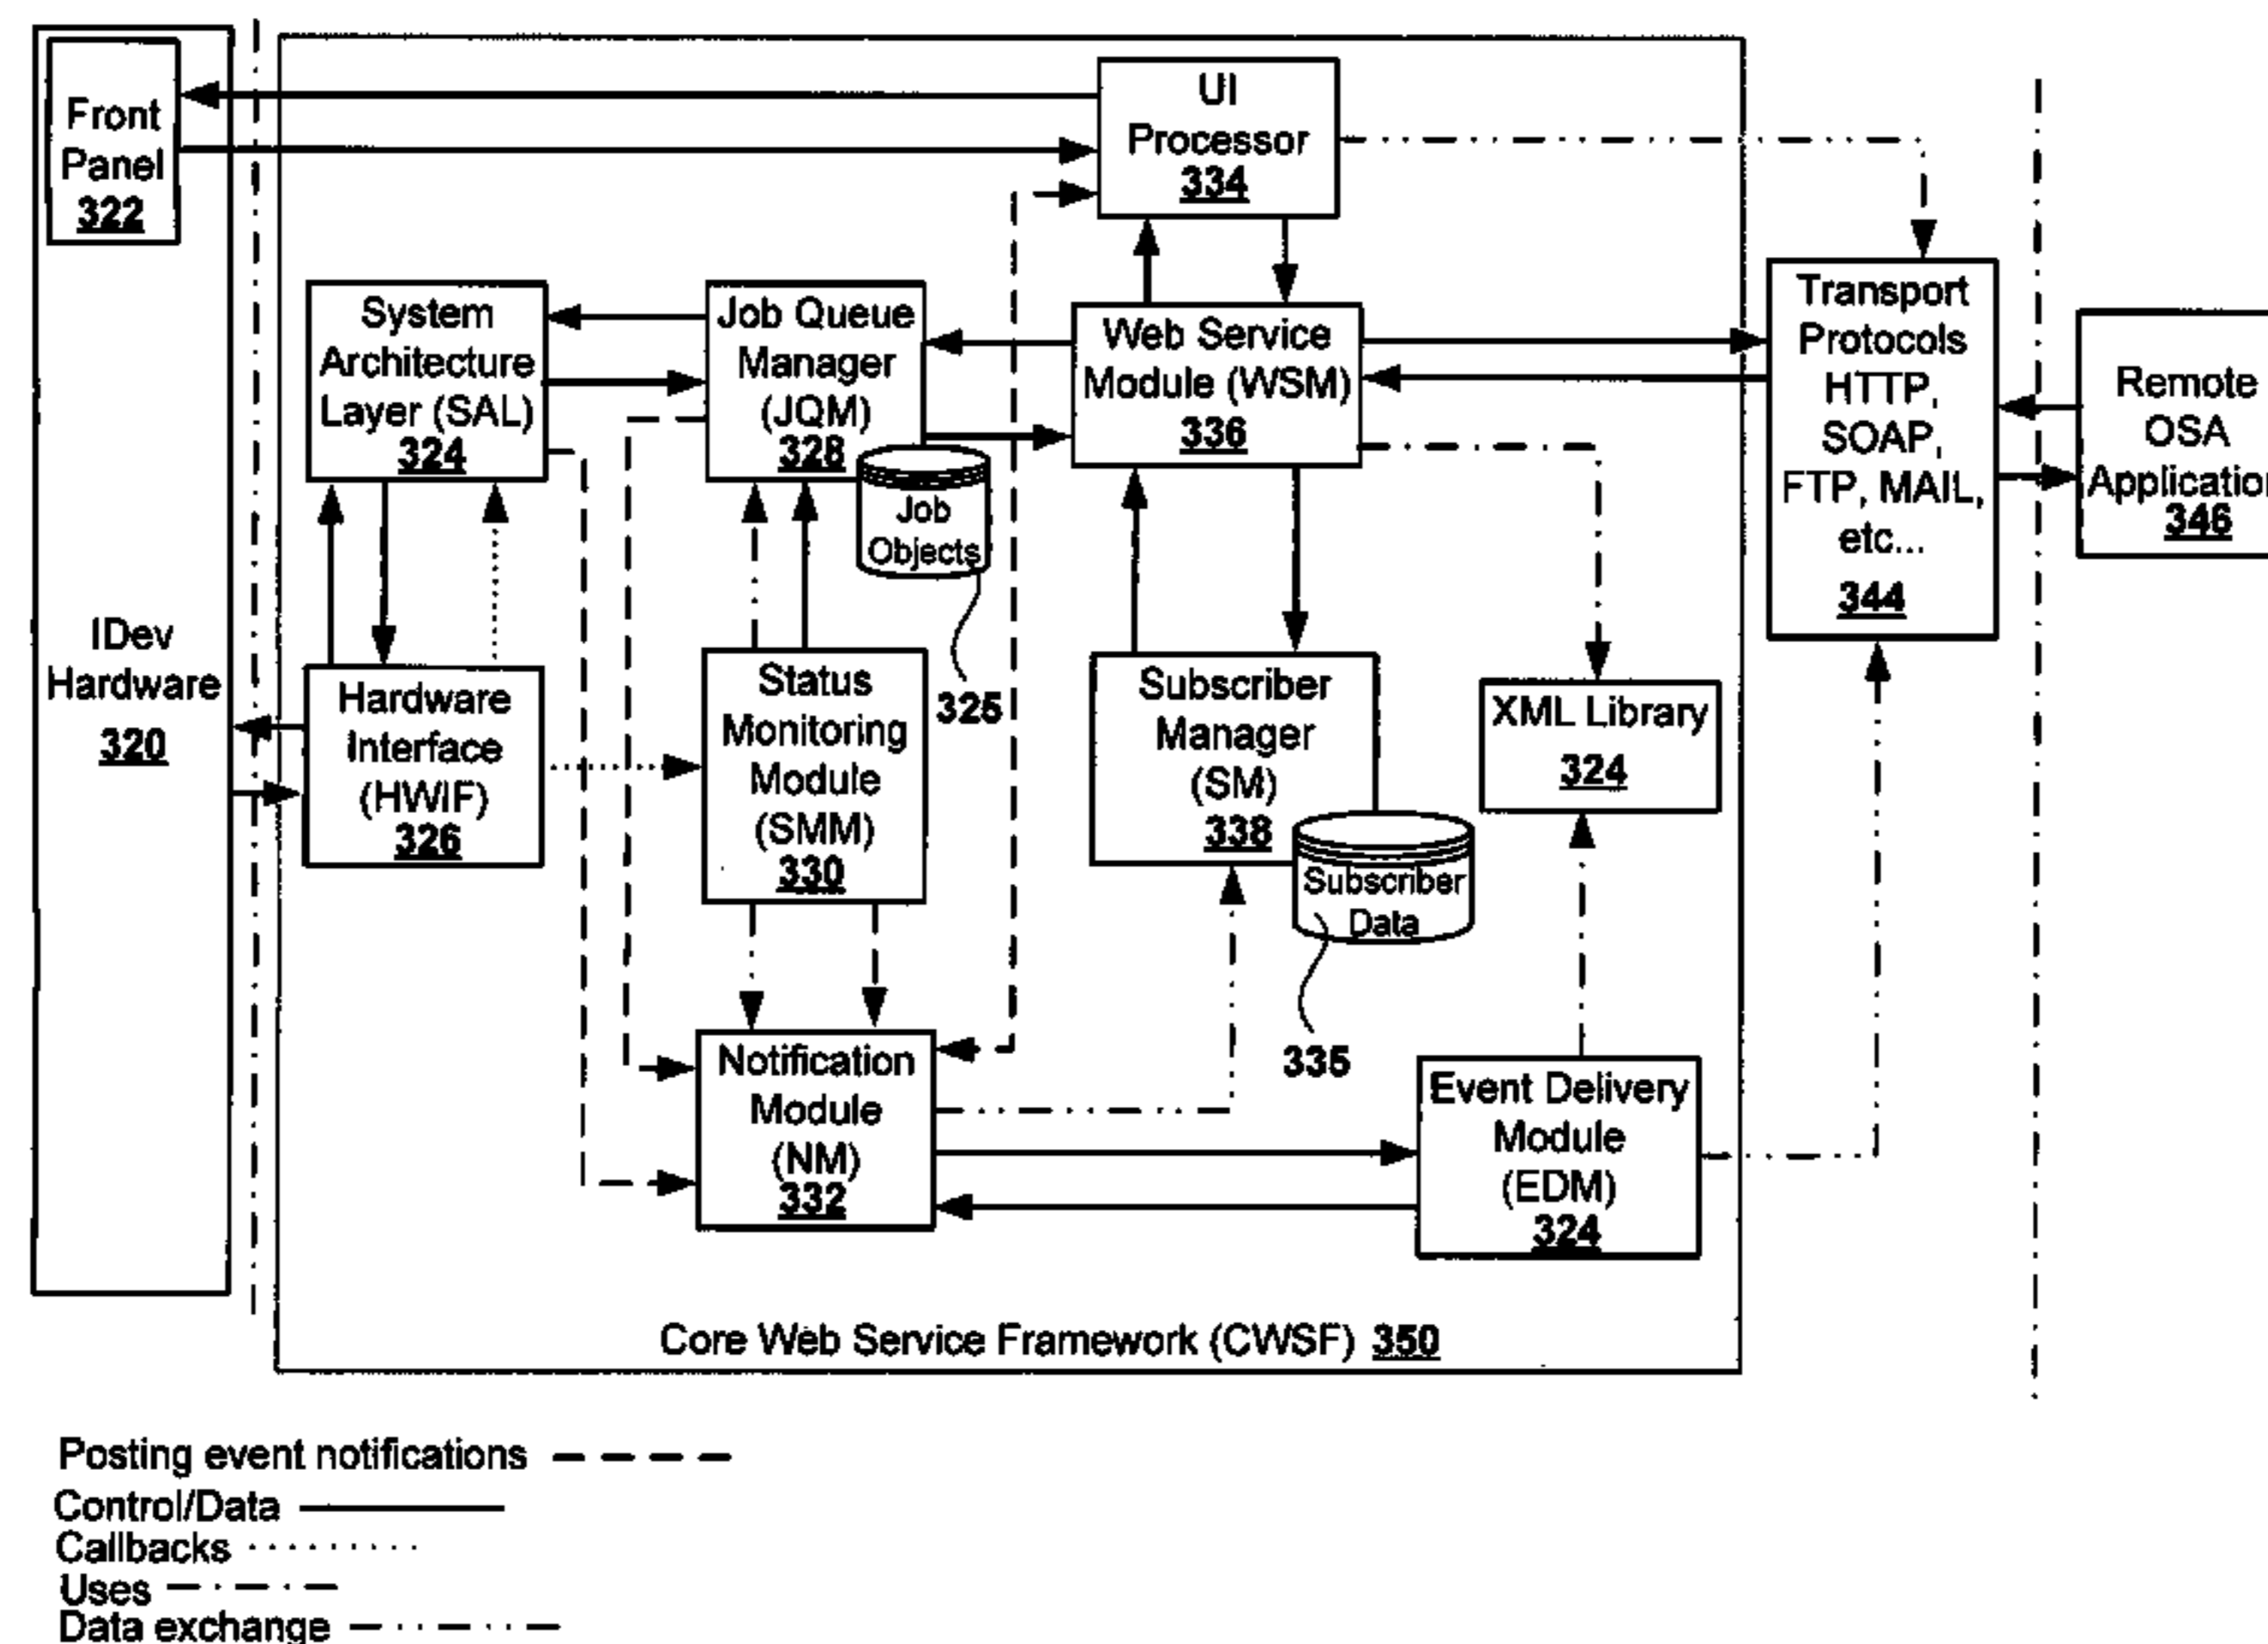 Front
Panel
322
IDev
Hardware
320
UI
Processor
334
System
Architecture
Layer (SAL)
324
Job Queue
Manager
(JQM)
328
Job
Objects
325
Web Service
Module (WSM)
336
Transport
Protocols
HTTP,
SOAP,
FTP, MAIL,
etc...
344
Remote
OSA
Application
346
Hardware
Interface
(HWIF)
326
Status
Monitoring
Module
(SMM)
330
Subscriber
Manager
(SM)
338
Subscriber
Data
335
XML Library
324
Notification
Module
(NM)
332
Event Delivery
Module
(EDM)
324
Core Web Service Framework (CWSF) 350
Posting event notifications
Control/Data
Callbacks
Uses
Data exchange